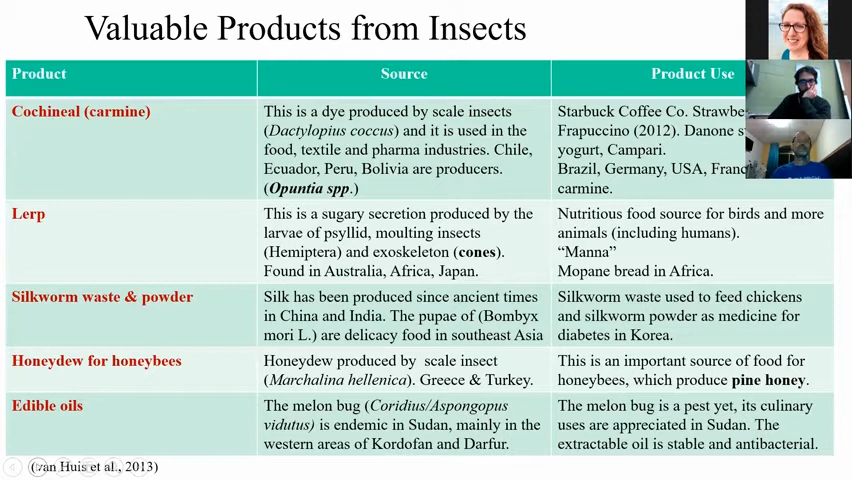 Valuable Products from Insects
Product Source Product Use
Cochineal (carmine)
This is a dye produced by scale insects
(Dactylopius coccus) and it is used in the
food, textile and pharma industries. Chile,
Ecuador, Peru, Bolivia are producers.
(Opuntia spp.)
Starbuck Coffee Co.
Frapuccino (2012). Danone
yogurt, Campari.
Brazil, Germany, USA,
carmine.
Lerp
This is a sugary secretion produced by the
larvae of psyllid, moulting insects
(Hemiptera) and exoskeleton (cones).
Found in Australia, Africa, Japan.
Nutritious food source for birds and more
animals (including humans).
“Manna”
Mopane bread in Africa.
Silkworm waste & powder
Silk has been produced since ancient times
in China and India. The pupae of (Bombyx
mori L.) are delicacy food in southeast Asia
Silkworm waste used to feed chickens
and silkworm powder as medicine for
diabetes in Korea.
Honeydew for honeybees
Honeydew produced by scale insect
(Marchalina hellenica). Greece & Turkey.
This is an important source of food for
honeybees, which produce pine honey.
Edible oils
The melon bug (Coridius/Aspongopus
vidutus) is endemic in Sudan, mainly in the
western areas of Kordofan and Darfur.
The melon bug is a pest yet, its culinary
uses are appreciated in Sudan. The
extractable oil is stable and antibacterial.
(van Huis et al., 2013)